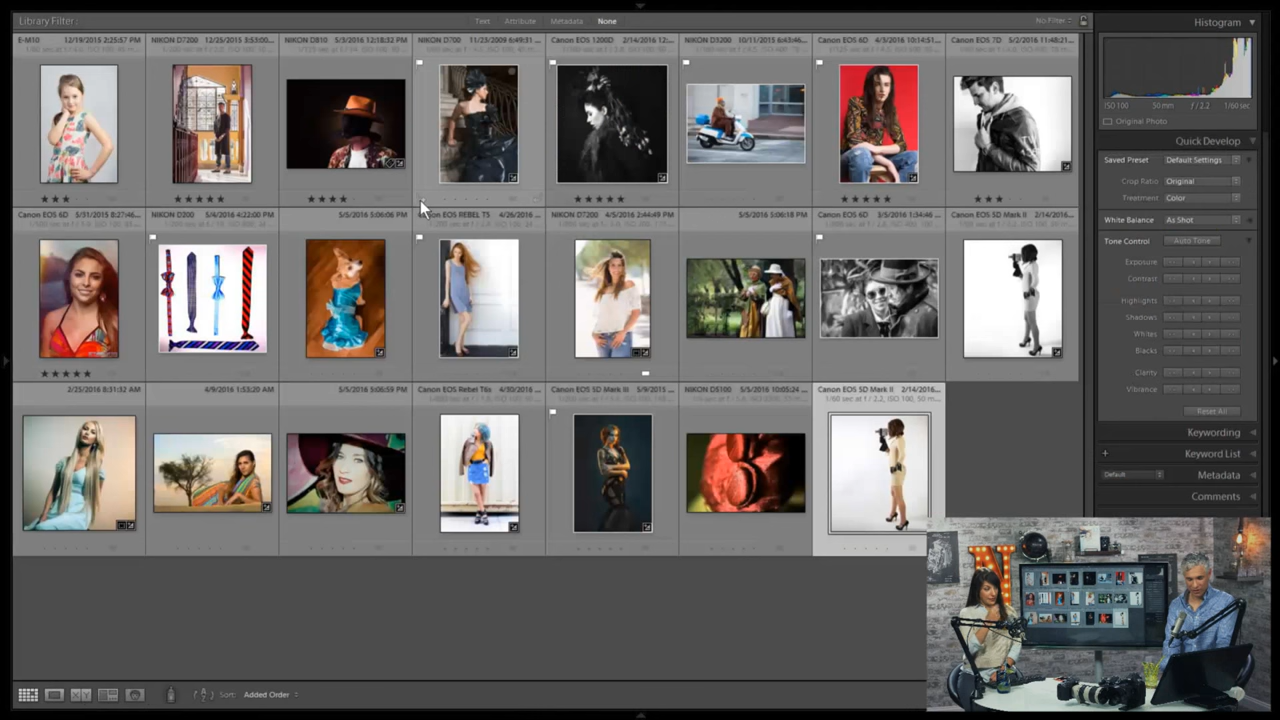 Library Filter :
Text Attribute Metadata None
No Filter
Histogram
E-M10 12/19/2015 2:25:57 PM
NIKON D7200 12/25/2015 3:53:00...
NIKON D810 5/3/2016 12:18:32 PM
NIKON D700 11/23/2009 6:49:31...
Canon EOS 1200D 2/14/2016 12:...
NIKON D3200 10/11/2015 6:43:46...
Canon EOS 6D 4/3/2016 10:14:51...
Canon EOS 7D 5/2/2016 11:48:21...
ISO 100 50 mm f / 2.2 1/60 sec
Original Photo
Quick Develop
Saved Preset Default Settings
Crop Ratio Original
Treatment Color
White Balance As Shot
Tone Control Auto Tone
Exposure
Contrast
Highlights
Shadows
Whites
Blacks
Clarity
Vibrance
Reset All
Keywording
Keyword List
Default Metadata
Comments
Canon EOS 6D 5/31/2015 8:27:46...
NIKON D200 5/4/2016 4:22:00 PM
5/5/2016 5:06:06 PM
Canon EOS REBEL T5 4/26/2016 ...
NIKON D7200 4/5/2016 2:44:49 PM
5/5/2016 5:06:18 PM
Canon EOS 6D 3/5/2016 1:34:46 ...
Canon EOS 5D Mark II 2/14/2016...
2/25/2016 8:31:32 AM
4/9/2016 1:53:20 AM
5/5/2016 5:06:59 PM
Canon EOS Rebel T6s 4/30/2016 ...
Canon EOS 5D Mark III 5/9/2015 ...
NIKON D5100 5/5/2016 10:05:24 ...
Canon EOS 5D Mark II 2/14/2016...
1/60 sec at f / 2.2, ISO 100, 50 m...
N
Sort: Added Order